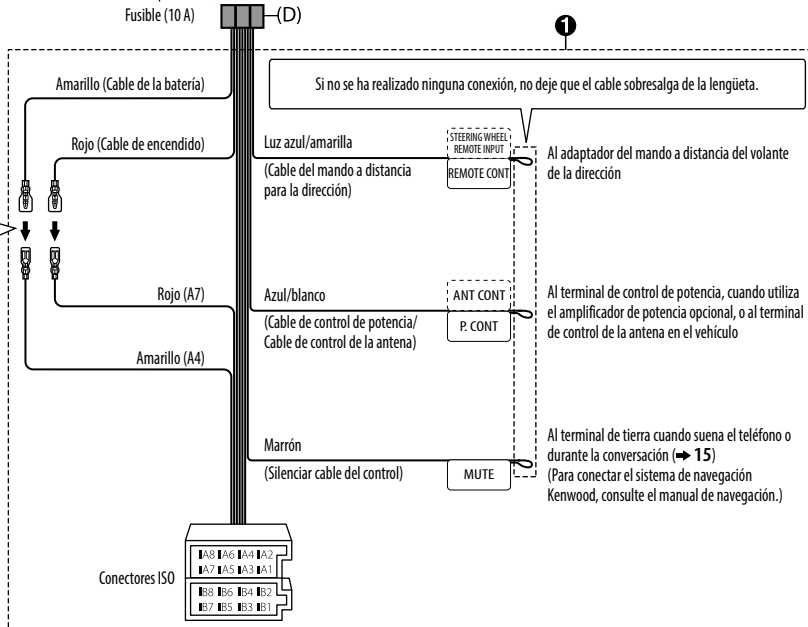 Fusible (10 A)
(D)
1
Amarillo (Cable de la batería)
Si no se ha realizado ninguna conexión, no deje que el cable sobresalga de la lengüeta.
Rojo (Cable de encendido)
Luz azul/amarilla
(Cable del mando a distancia
para la dirección)
STEERING WHEEL
REMOTE INPUT
REMOTE CONT
Al adaptador del mando a distancia del volante
de la dirección
Rojo (A7)
Azul/blanco
(Cable de control de potencia/
Cable de control de la antena)
ANT CONT
P. CONT
Al terminal de control de potencia, cuando utiliza
el amplificador de potencia opcional, o al terminal
de control de la antena en el vehículo
Amarillo (A4)
Marrón
(Silenciar cable del control)
MUTE
Al terminal de tierra cuando suena el teléfono o
durante la conversación (➡ 15)
(Para conectar el sistema de navegación
Kenwood, consulte el manual de navegación.)
Conectores ISO
A8 A6 A4 A2
A7 A5 A3 A1
B8 B6 B4 B2
B7 B5 B3 B1